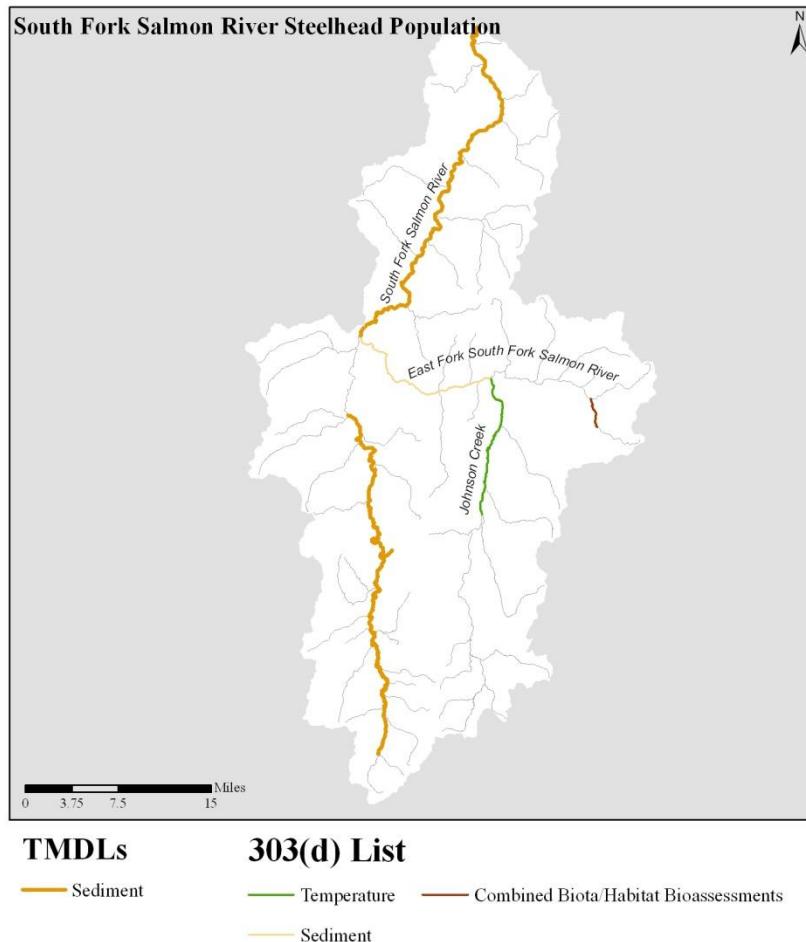 South Fork Salmon River Steelhead Population
N
South Fork Salmon River
East Fork South Fork Salmon River
Johnson Creek
Miles
0 3.75 7.5 15
TMDLs
Sediment
303(d) List
Temperature
Combined Biota/Habitat Bioassessments
Sediment